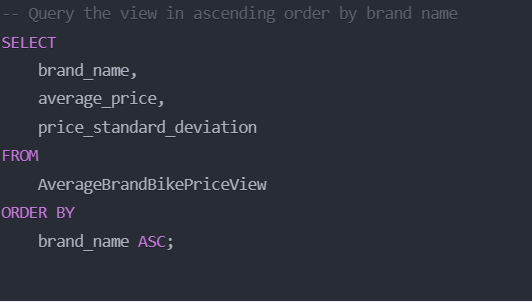 -- Query the view in ascending order by brand name
SELECT
    brand_name,
    average_price,
    price_standard_deviation
FROM
    AverageBrandBikePriceView
ORDER BY
    brand_name ASC;